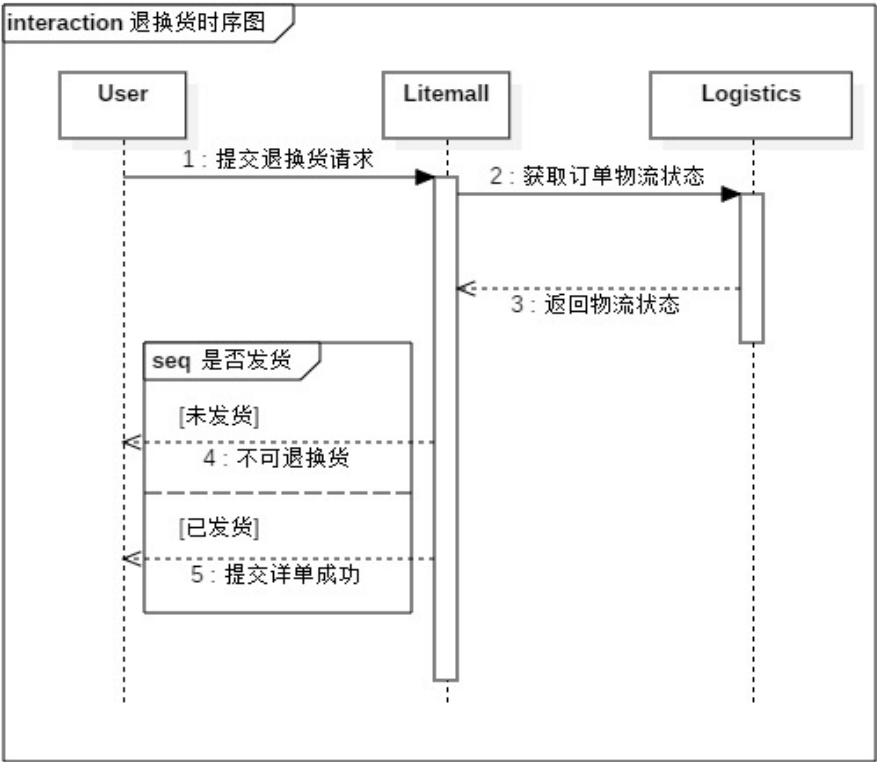 interaction 退换货时序图
User
Litemall
Logistics
1 : 提交退换货请求
2 : 获取订单物流状态
3 : 返回物流状态
seq 是否发货
[未发货]
4 : 不可退换货
[已发货]
5 : 提交详单成功